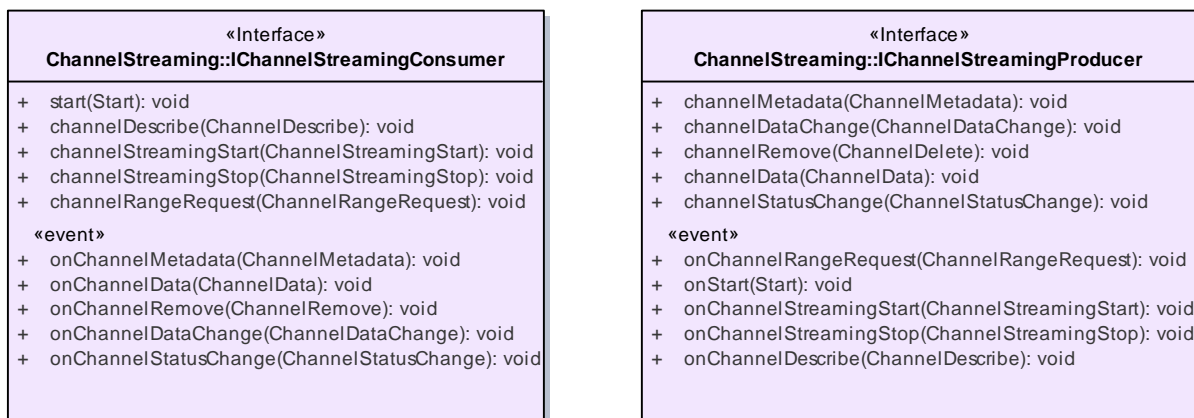 «Interface»
ChannelStreaming::IChannelStreamingConsumer
+ start(Start): void
+ channelDescribe(ChannelDescribe): void
+ channelStreamingStart(ChannelStreamingStart): void
+ channelStreamingStop(ChannelStreamingStop): void
+ channelRangeRequest(ChannelRangeRequest): void
«event»
+ onChannelMetadata(ChannelMetadata): void
+ onChannelData(ChannelData): void
+ onChannelRemove(ChannelRemove): void
+ onChannelDataChange(ChannelDataChange): void
+ onChannelStatusChange(ChannelStatusChange): void
«Interface»
ChannelStreaming::IChannelStreamingProducer
+ channelMetadata(ChannelMetadata): void
+ channelDataChange(ChannelDataChange): void
+ channelRemove(ChannelDelete): void
+ channelData(ChannelData): void
+ channelStatusChange(ChannelStatusChange): void
«event»
+ onChannelRangeRequest(ChannelRangeRequest): void
+ onStart(Start): void
+ onChannelStreamingStart(ChannelStreamingStart): void
+ onChannelStreamingStop(ChannelStreamingStop): void
+ onChannelDescribe(ChannelDescribe): void